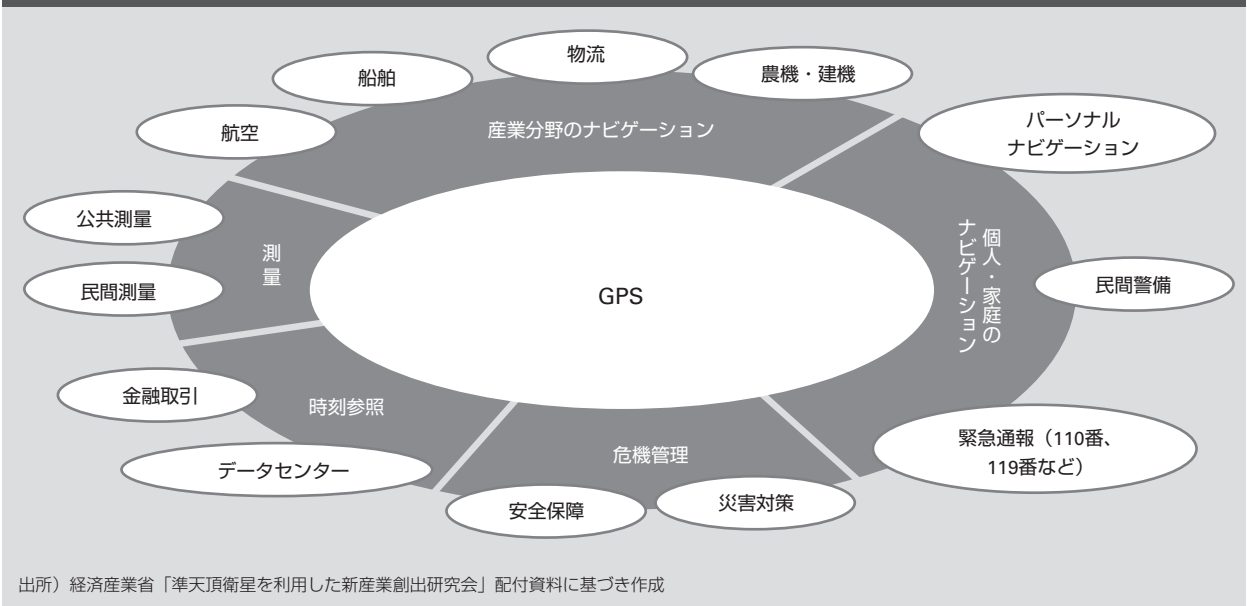 物流
船舶
農機・建機
航空
産業分野のナビゲーション
パーソナル
ナビゲーション
公共測量
測量
民間測量
GPS
個人・家庭の
ナビゲーション
民間警備
金融取引
時刻参照
データセンター
危機管理
安全保障
災害対策
緊急通報（110番、
119番など）
出所）経済産業省「準天頂衛星を利用した新産業創出研究会」配付資料に基づき作成